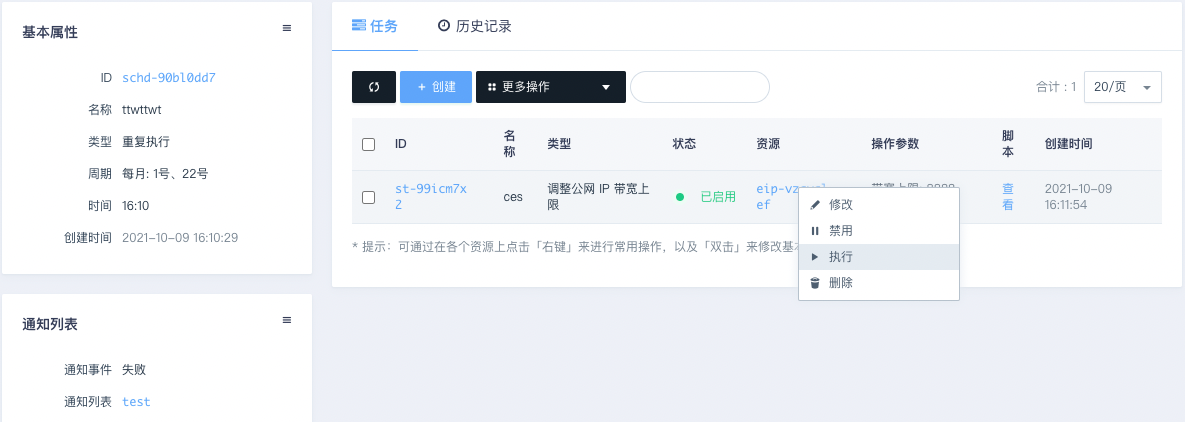 基本属性
ID schd-90bl0dd7
名称 ttwttwt
类型 重复执行
周期 每月: 1号、22号
时间 16:10
创建时间 2021-10-09 16:10:29
通知列表
通知事件 失败
通知列表 test
任务 历史记录
+ 创建 更多操作 合计 : 1 20/页
ID 名称 类型 状态 资源 操作参数 脚本 创建时间
st-99icm7x2 ces 调整公网 IP 带宽上限 已启用 查看 2021-10-09 16:11:54
修改
禁用
执行
删除
* 提示：可通过在各个资源上点击「右键」来进行常用操作，以及「双击」来修改基